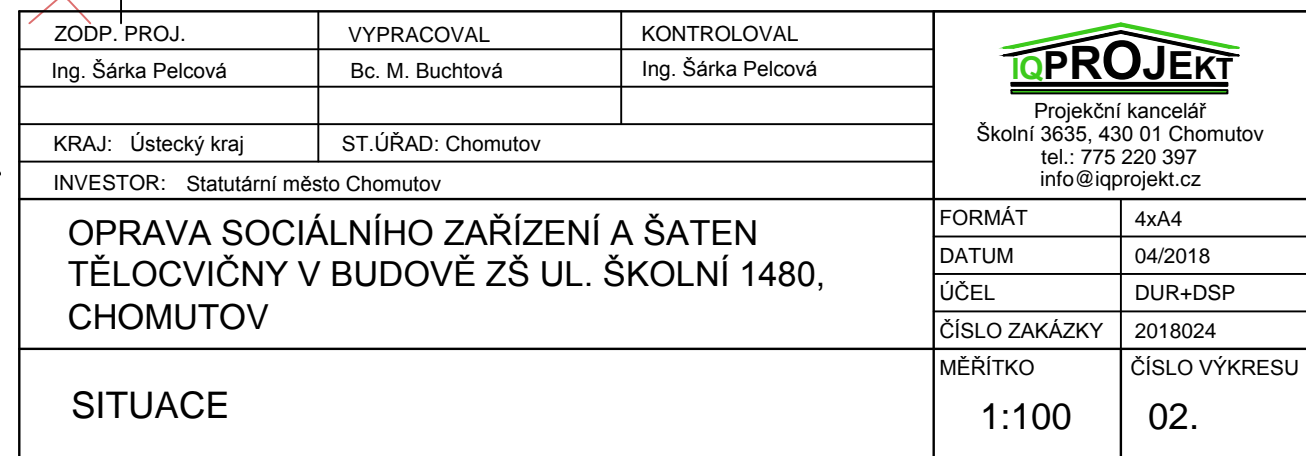 ZODP. PROJ. VYPRACOVAL KONTROLOVAL
Ing. Šárka Pelcová Bc. M. Buchtová Ing. Šárka Pelcová
KRAJ: Ústecký kraj ST.ÚŘAD: Chomutov
INVESTOR: Statutární město Chomutov
IQPROJEKT
Projekční kancelář
Školní 3635, 430 01 Chomutov
tel.: 775 220 397
info@iqprojekt.cz
OPRAVA SOCIÁLNÍHO ZAŘÍZENÍ A ŠATEN
TĚLOCVIČNY V BUDOVĚ ZŠ UL. ŠKOLNÍ 1480,
CHOMUTOV
FORMÁT 4xA4
DATUM 04/2018
ÚČEL DUR+DSP
ČÍSLO ZAKÁZKY 2018024
SITUACE
MĚŘÍTKO ČÍSLO VÝKRESU
1:100 02.